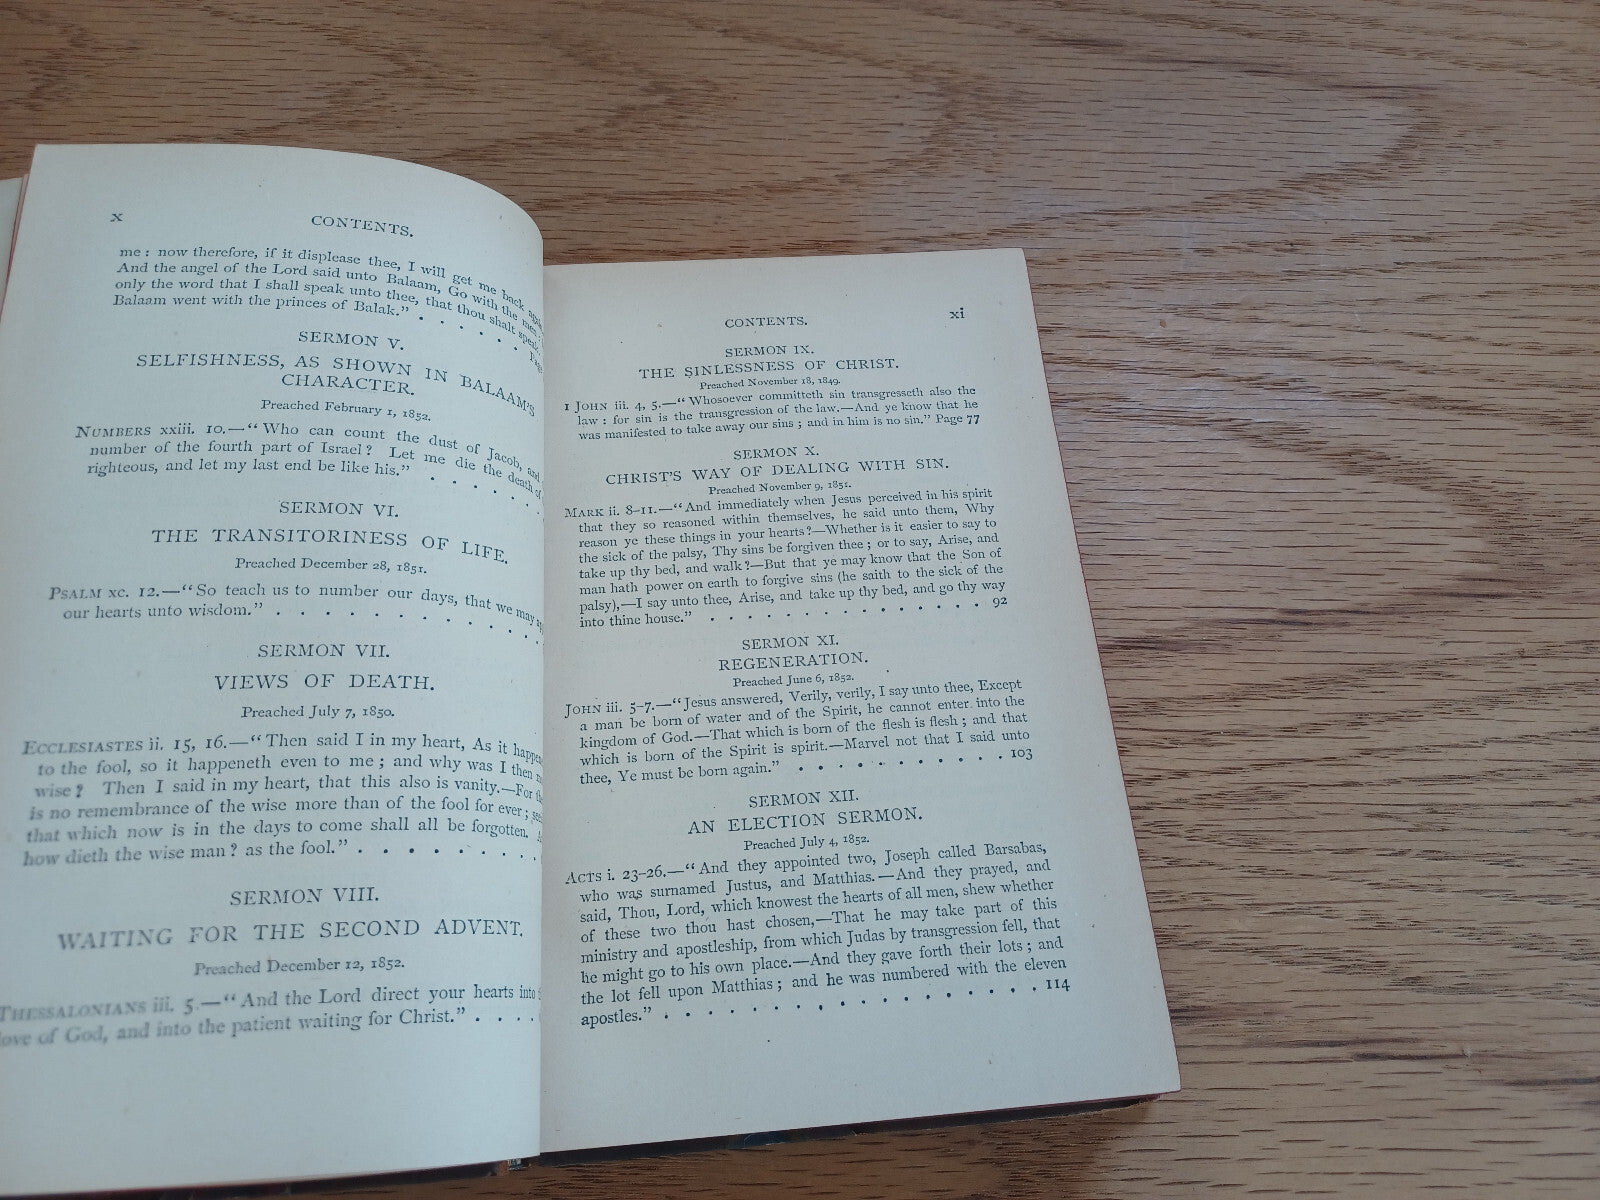 x
CONTENTS.
me: now therefore, if it displease thee, I will get me back again.
And the angel of the Lord said unto Balaam, Go with the men:
only the word that I shall speak unto thee, that thou shalt speak.
Balaam went with the princes of Balak." . . . . . . Page
SERMON V.
SELFISHNESS, AS SHOWN IN BALAAM'S
CHARACTER.
Preached February 1, 1852.
NUMBERS xxiii. 10.—"Who can count the dust of Jacob, and
number of the fourth part of Israel? Let me die the death of
righteous, and let my last end be like his." . . . . . .
SERMON VI.
THE TRANSITORINESS OF LIFE.
Preached December 28, 1851.
PSALM xc. 12.—"So teach us to number our days, that we may
our hearts unto wisdom." . . . . . . . . . .
SERMON VII.
VIEWS OF DEATH.
Preached July 7, 1850.
ECCLESIASTES ii. 15, 16.—"Then said I in my heart, As it happen
to the fool, so it happeneth even to me; and why was I then
wise? Then I said in my heart, that this also is vanity.—For
is no remembrance of the wise more than of the fool for ever;
that which now is in the days to come shall all be forgotten.
how dieth the wise man? as the fool." . . . . . . . .
SERMON VIII.
WAITING FOR THE SECOND ADVENT.
Preached December 12, 1852.
THESSALONIANS iii. 5.—"And the Lord direct your hearts into
love of God, and into the patient waiting for Christ." . . . .
CONTENTS.
xi
SERMON IX.
THE SINLESSNESS OF CHRIST.
Preached November 18, 1849.
1 JOHN iii. 4, 5.—"Whosoever committeth sin transgresseth also the
law: for sin is the transgression of the law.—And ye know that he
was manifested to take away our sins; and in him is no sin." Page 77
SERMON X.
CHRIST'S WAY OF DEALING WITH SIN.
Preached November 9, 1851.
MARK ii. 8-11.—"And immediately when Jesus perceived in his spirit
that they so reasoned within themselves, he said unto them, Why
reason ye these things in your hearts?—Whether is it easier to say to
the sick of the palsy, Thy sins be forgiven thee; or to say, Arise, and
take up thy bed, and walk?—But that ye may know that the Son of
man hath power on earth to forgive sins (he saith to the sick of the
palsy),—I say unto thee, Arise, and take up thy bed, and go thy way
into thine house." . . . . . . . . . . . . 92
SERMON XI.
REGENERATION.
Preached June 6, 1852.
JOHN iii. 5-7.—"Jesus answered, Verily, verily, I say unto thee, Except
a man be born of water and of the Spirit, he cannot enter into the
kingdom of God.—That which is born of the flesh is flesh; and that
which is born of the Spirit is spirit.—Marvel not that I said unto
thee, Ye must be born again." . . . . . . . . . 103
SERMON XII.
AN ELECTION SERMON.
Preached July 4, 1852.
ACTS i. 23-26.—"And they appointed two, Joseph called Barsabas,
who was surnamed Justus, and Matthias.—And they prayed, and
said, Thou, Lord, which knowest the hearts of all men, shew whether
of these two thou hast chosen,—That he may take part of this
ministry and apostleship, from which Judas by transgression fell, that
he might go to his own place.—And they gave forth their lots; and
the lot fell upon Matthias; and he was numbered with the eleven
apostles." . . . . . . . . . . . . . . . 114